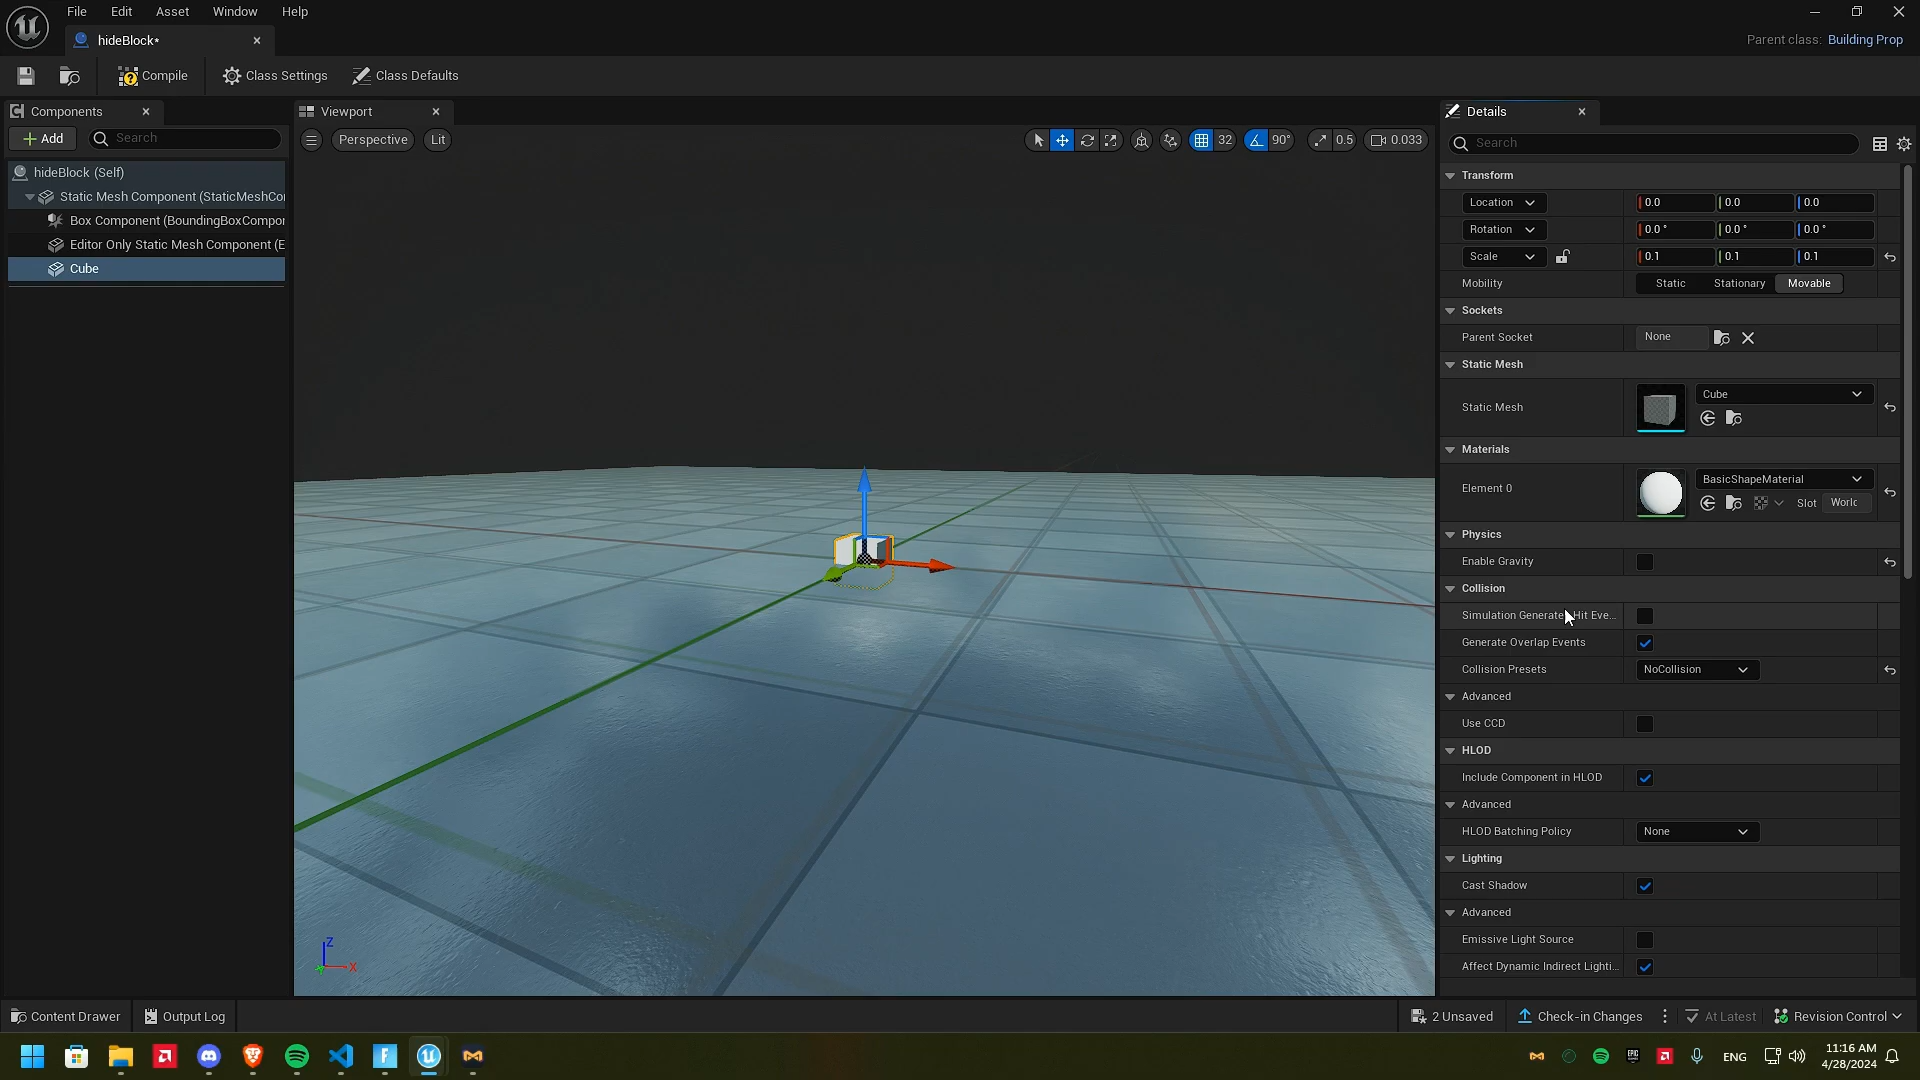 File Edit Asset Window Help
hideBlock*
Parent class: Building Prop
Compile Class Settings Class Defaults
Components
Viewport
Details
Add Search
Perspective Lit
32 90° 0.5 0.033
Search
hideBlock (Self)
Static Mesh Component (StaticMeshCo
Box Component (BoundingBoxCompo
Editor Only Static Mesh Component (E
Cube
Transform
Location 0.0 0.0 0.0
Rotation 0.0 ° 0.0 ° 0.0 °
Scale 0.1 0.1 0.1
Mobility Static Stationary Movable
Sockets
Parent Socket None
Static Mesh
Static Mesh Cube
Materials
Element 0 BasicShapeMaterial
Slot Worlc
Physics
Enable Gravity
Collision
Simulation Generate Hit Eve...
Generate Overlap Events
Collision Presets NoCollision
Advanced
Use CCD
HLOD
Include Component in HLOD
Advanced
HLOD Batching Policy None
Lighting
Cast Shadow
Advanced
Emissive Light Source
Affect Dynamic Indirect Lighti...
Z
X
Content Drawer Output Log
2 Unsaved Check-in Changes At Latest Revision Control
ENG
11:16 AM
4/28/2024